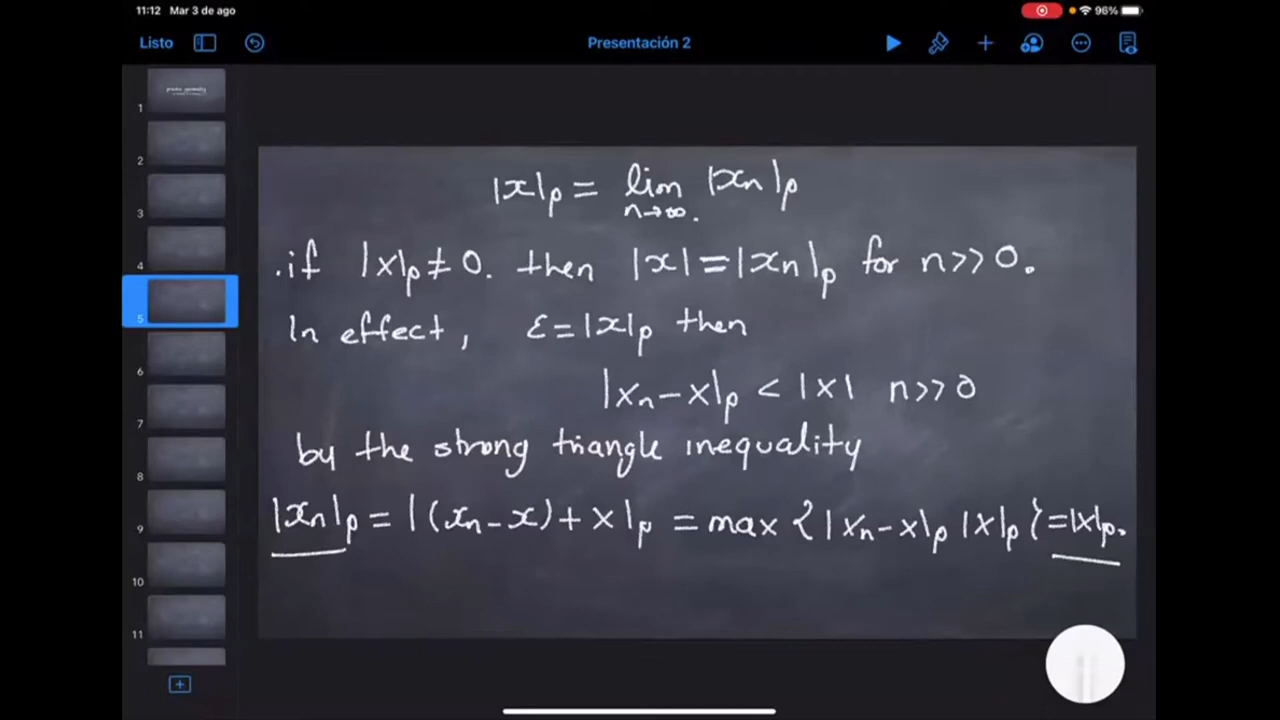 11:12 Mar 3 de ago
96%
Listo
Presentación 2
1
2
3
4
5
6
7
8
9
10
11
|x|p = lim |xn|p
n→∞.
.if |x|p ≠ 0. then |x| = |xn|p for n>>0.
In effect, ε=|x|p then
|xn-x|p < |x| n>>0
by the strong triangle inequality
|xn|p = |(xn-x)+x|p = max {|xn-x|p |x|p} =|x|p.